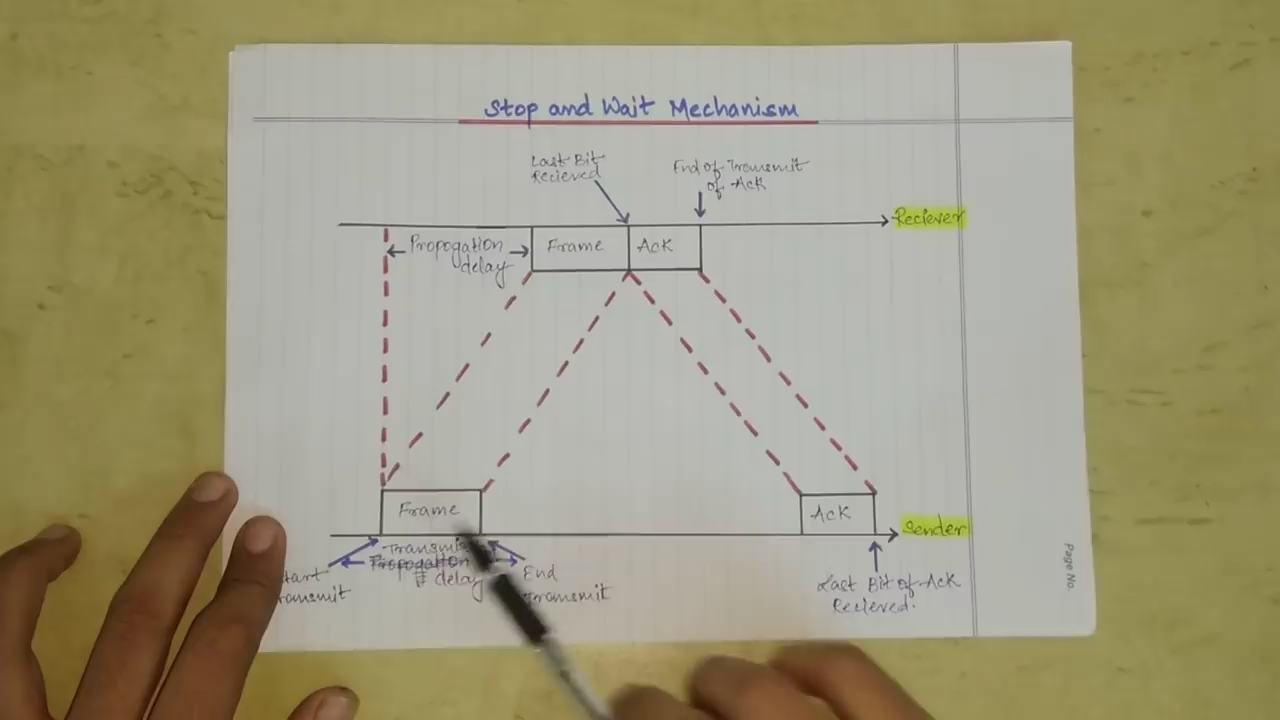 Stop and Wait Mechanism
Last Bit
Recieved
End of Transmit
of Ack
Reciever
Propogation
delay
Frame
Ack
Frame
Ack
Sender
Propogation
delay
End
Last Bit of Ack
Recieved.
Page No.